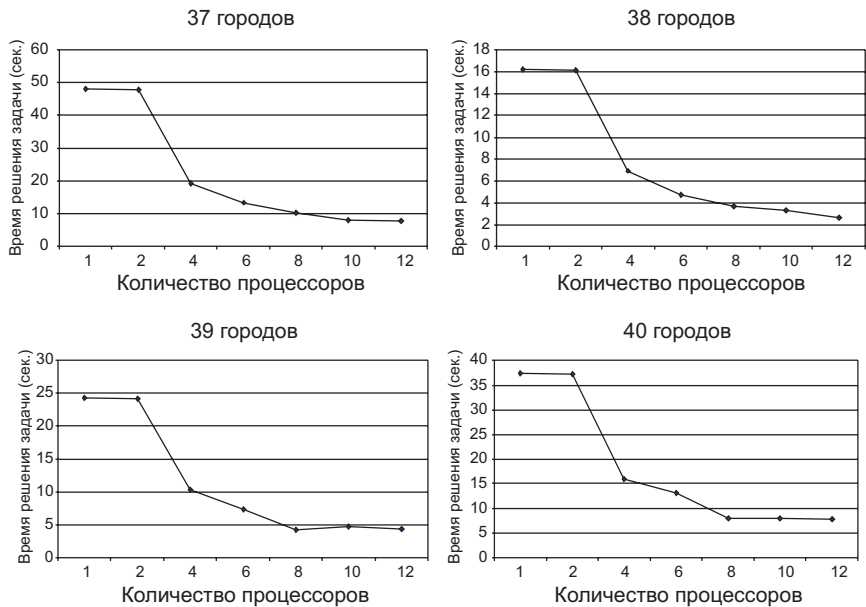 37 городов
Время решения задачи (сек.)
60
50
40
30
20
10
0
1 2 4 6 8 10 12
Количество процессоров
38 городов
Время решения задачи (сек.)
18
16
14
12
10
8
6
4
2
0
1 2 4 6 8 10 12
Количество процессоров
39 городов
Время решения задачи (сек.)
30
25
20
15
10
5
0
1 2 4 6 8 10 12
Количество процессоров
40 городов
Время решения задачи (сек.)
40
35
30
25
20
15
10
5
0
1 2 4 6 8 10 12
Количество процессоров